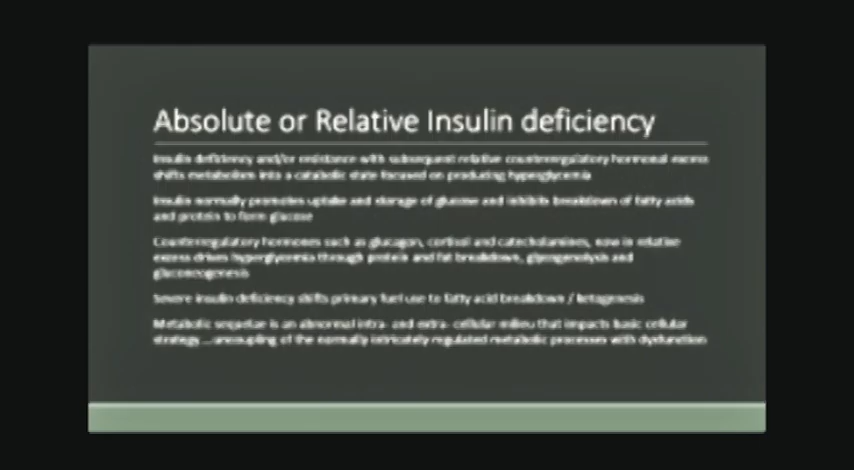 Absolute or Relative Insulin deficiency
Insulin deficiency and/or resistance with subsequent relative counterregulatory hormonal excess
shifts metabolism into a catabolic state focused on producing hyperglycemia
Insulin normally promotes uptake and storage of glucose and inhibits breakdown of fatty acids
and protein to form glucose
Counterregulatory hormones such as glucagon, cortisol and catecholamines, now in relative
excess drives hyperglycemia through protein and fat breakdown, glycogenolysis and
gluconeogenesis
Severe insulin deficiency shifts primary fuel use to fatty acid breakdown / ketogenesis
Metabolic sequelae is an abnormal intra- and extra- cellular milieu that impacts basic cellular
strategy ...uncoupling of the normally intricately regulated metabolic processes with dysfunction